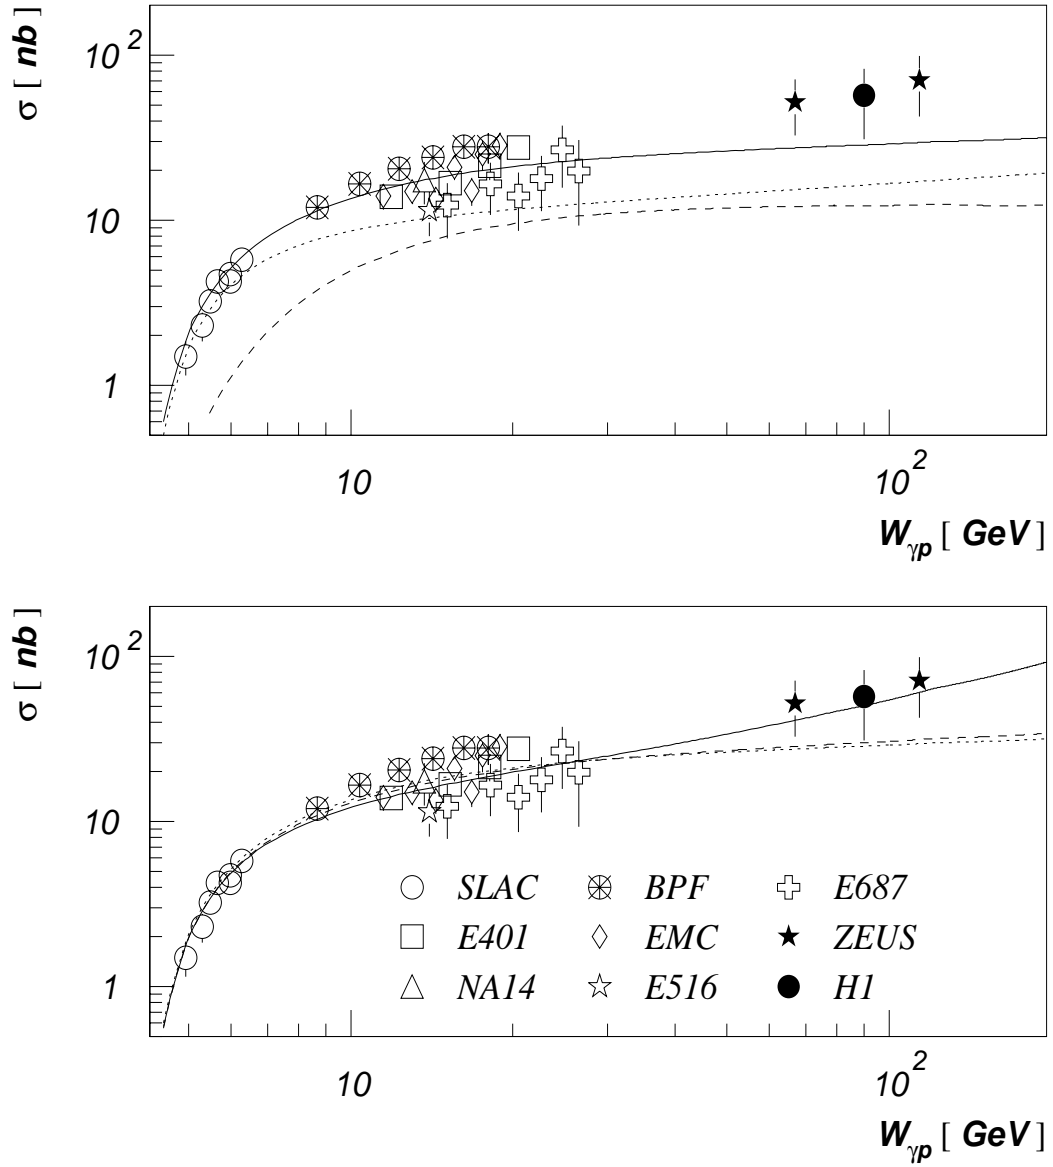 σ [ nb ]
10²
10
1
10
10²
W_γp [ GeV ]
σ [ nb ]
10²
10
1
SLAC BPF E687
E401 EMC ZEUS
NA14 E516 H1
10
10²
W_γp [ GeV ]